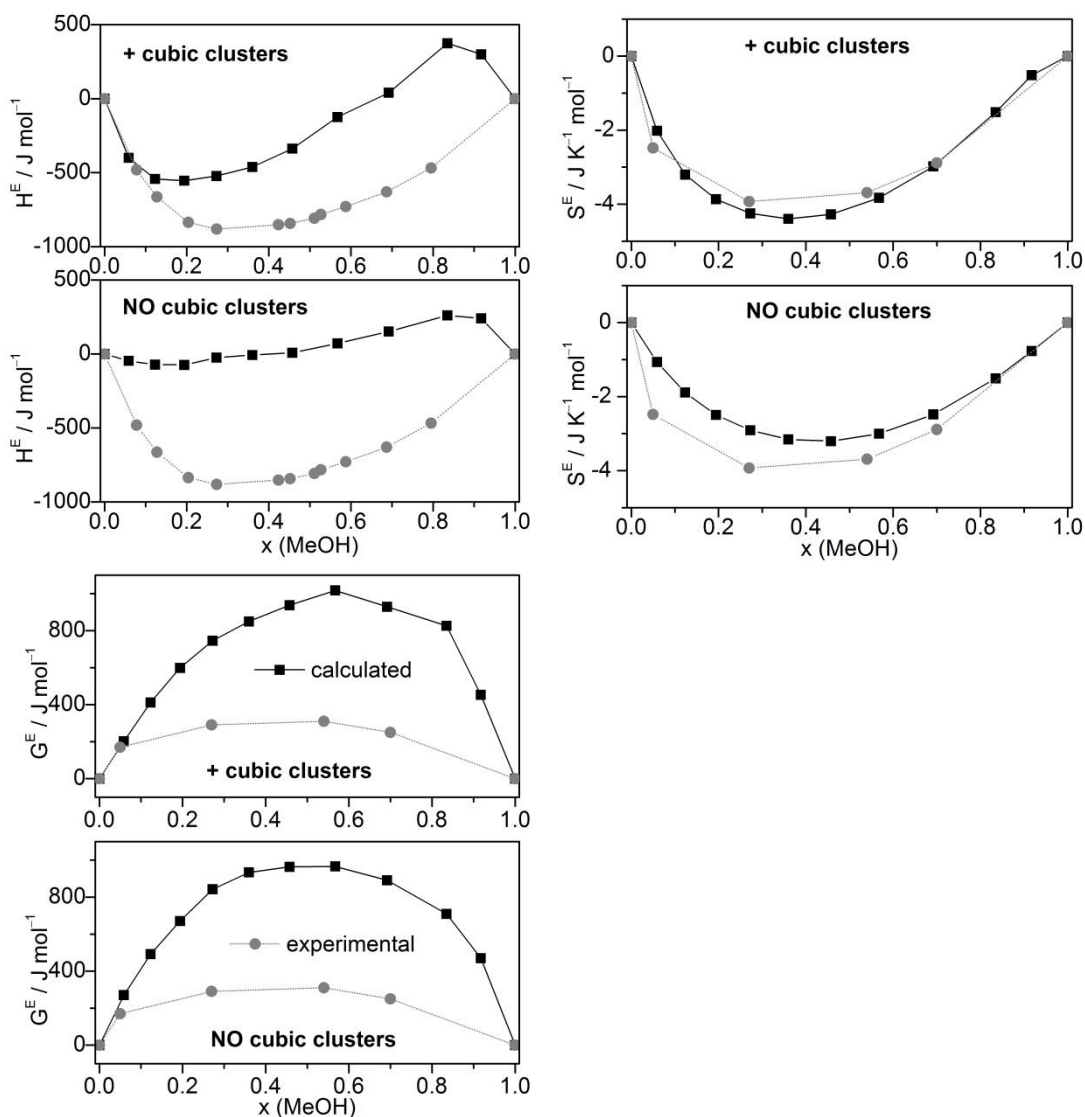 500
+ cubic clusters
0
-500
-1000
H^E / J mol⁻¹
0.0 0.2 0.4 0.6 0.8 1.0
+ cubic clusters
0
-2
-4
S^E / J K⁻¹ mol⁻¹
0.0 0.2 0.4 0.6 0.8 1.0
500
NO cubic clusters
0
-500
-1000
H^E / J mol⁻¹
0.0 0.2 0.4 0.6 0.8 1.0
x (MeOH)
NO cubic clusters
0
-2
-4
S^E / J K⁻¹ mol⁻¹
0.0 0.2 0.4 0.6 0.8 1.0
x (MeOH)
800
400
0
G^E / J mol⁻¹
calculated
+ cubic clusters
0.0 0.2 0.4 0.6 0.8 1.0
800
400
0
G^E / J mol⁻¹
experimental
NO cubic clusters
0.0 0.2 0.4 0.6 0.8 1.0
x (MeOH)